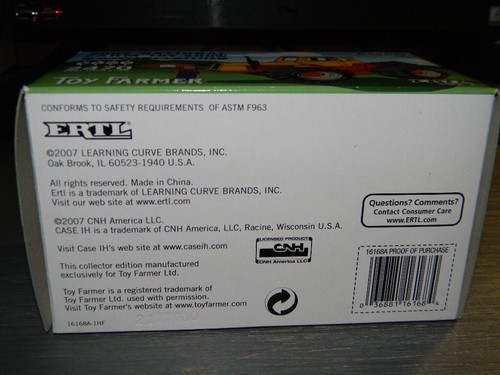 TOY FARMER
CONFORMS TO SAFETY REQUIREMENTS OF ASTM F963
ERTL
©2007 LEARNING CURVE BRANDS, INC.
Oak Brook, IL 60523-1940 U.S.A.
All rights reserved. Made in China.
Ertl is a trademark of LEARNING CURVE BRANDS, INC.
Visit our web site at www.ertl.com
©2007 CNH America LLC.
CASE IH is a trademark of CNH America, LLC, Racine, Wisconsin U.S.A.
Visit Case IH's web site at www.caseih.com
This collector edition manufactured
exclusively for Toy Farmer Ltd.
Toy Farmer is a registered trademark of
Toy Farmer Ltd. used with permission.
Visit Toy Farmer's website at www.toyfarmer.com
16168A-1HF
LICENSED PRODUCT
CNH
CNH America LLC
Questions? Comments?
Contact Consumer Care
www.ERTL.com
16168A PROOF OF PURCHASE
0 36881 16168 4